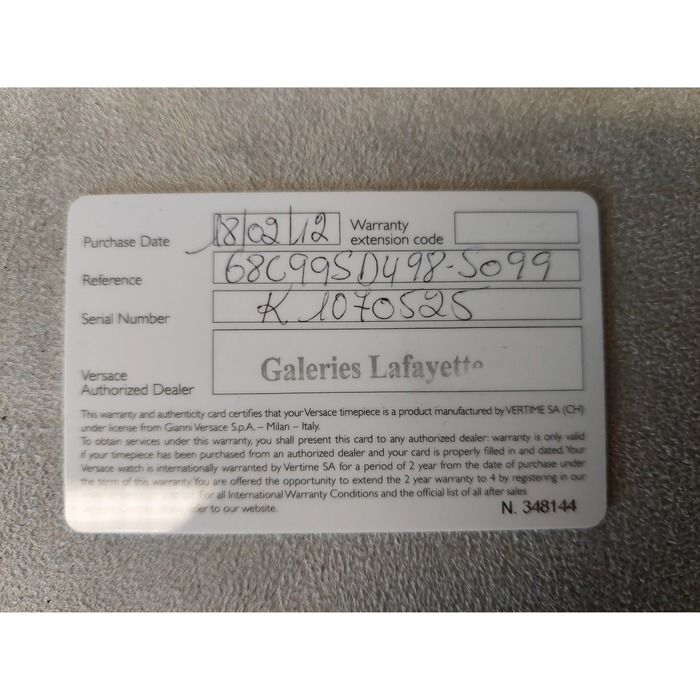 Purchase Date 18/02/12 Warranty extension code
Reference 68C99SD498-S099
Serial Number K1070525
Versace Authorized Dealer Galeries Lafayette
This warranty and authenticity card certifies that your Versace timepiece is a product manufactured by VERTIME SA (CH)
under license from Gianni Versace S.p.A. – Milan – Italy.
To obtain services under this warranty, you shall present this card to any authorized dealer: warranty is only valid
if your timepiece has been purchased from an authorized dealer and your card is properly filled in and dated. Your
Versace watch is internationally warranted by Vertime SA for a period of 2 year from the date of purchase under
the term of this warranty. You are offered the opportunity to extend the 2 year warranty to 4 by registering in our
For all International Warranty Conditions and the official list of all after sales
refer to our website.
N. 348144